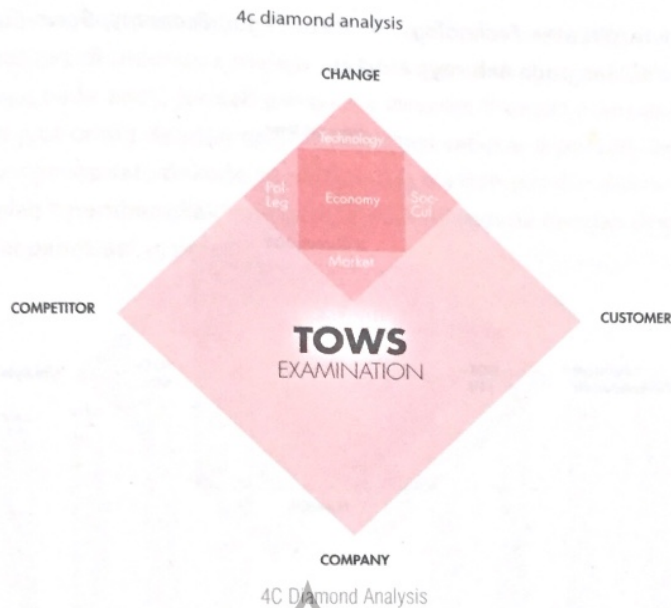 4c diamond analysis
CHANGE
Technology
Pol-
Leg
Economy
Soc-
Cul
Market
COMPETITOR
CUSTOMER
TOWS
EXAMINATION
COMPANY
4C Diamond Analysis